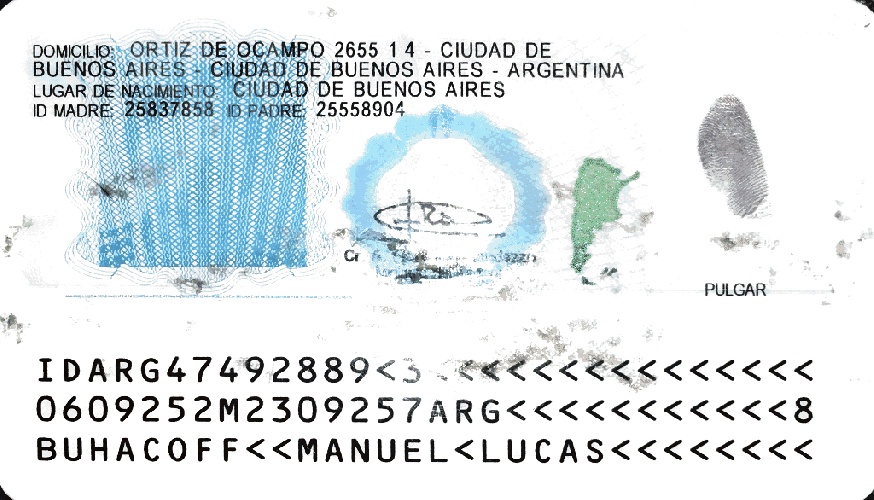 DOMICILIO: ORTIZ DE OCAMPO 2655 1 4 - CIUDAD DE
BUENOS AIRES - CIUDAD DE BUENOS AIRES - ARGENTINA
LUGAR DE NACIMIENTO: CIUDAD DE BUENOS AIRES
ID MADRE: 25837858 ID PADRE: 25558904
PULGAR
IDARG47492889<3<<<<<<<<<<<<<<<
0609252M2309257ARG<<<<<<<<<<<8
BUHACOFF<<MANUEL<LUCAS<<<<<<<<